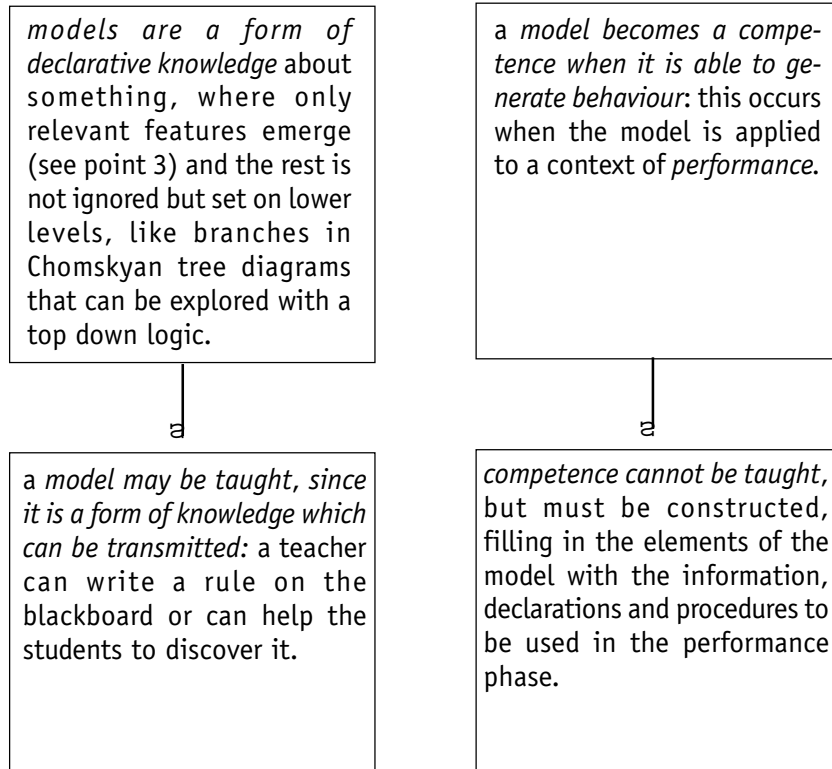 models are a form of
declarative knowledge about
something, where only
relevant features emerge
(see point 3) and the rest is
not ignored but set on lower
levels, like branches in
Chomskyan tree diagrams
that can be explored with a
top down logic.
a model becomes a compe-
tence when it is able to ge-
nerate behaviour: this occurs
when the model is applied
to a context of performance.
a
a
a model may be taught, since
it is a form of knowledge which
can be transmitted: a teacher
can write a rule on the
blackboard or can help the
students to discover it.
competence cannot be taught,
but must be constructed,
filling in the elements of the
model with the information,
declarations and procedures to
be used in the performance
phase.